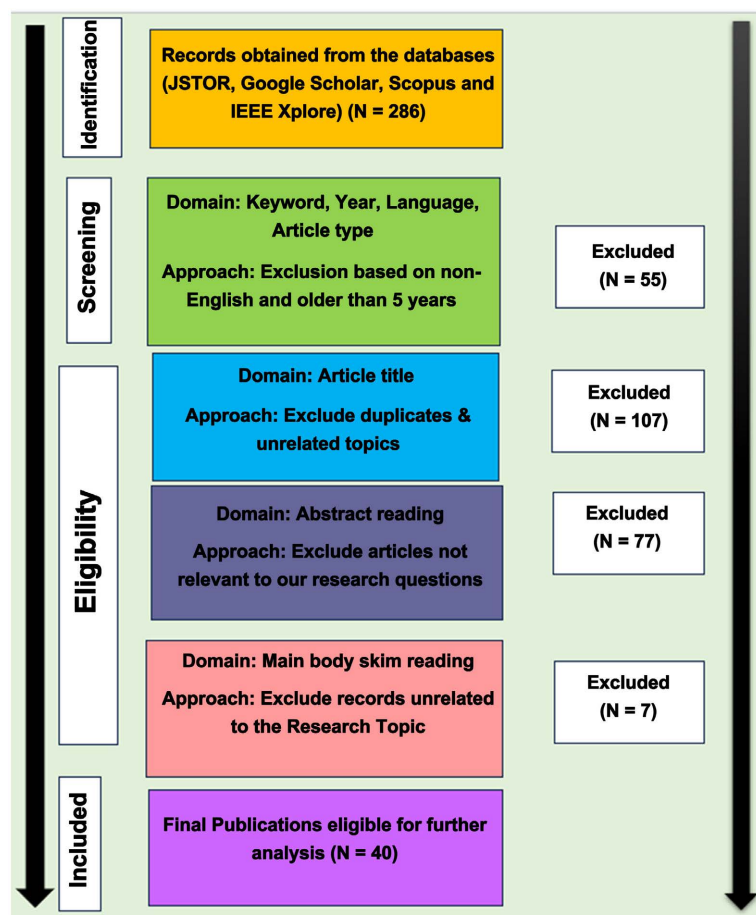 Identification
Records obtained from the databases
(JSTOR, Google Scholar, Scopus and
IEEE Xplore) (N = 286)
Screening
Domain: Keyword, Year, Language,
Article type
Approach: Exclusion based on non-
English and older than 5 years
Excluded
(N = 55)
Eligibility
Domain: Article title
Approach: Exclude duplicates &
unrelated topics
Excluded
(N = 107)
Domain: Abstract reading
Approach: Exclude articles not
relevant to our research questions
Excluded
(N = 77)
Domain: Main body skim reading
Approach: Exclude records unrelated
to the Research Topic
Excluded
(N = 7)
Included
Final Publications eligible for further
analysis (N = 40)